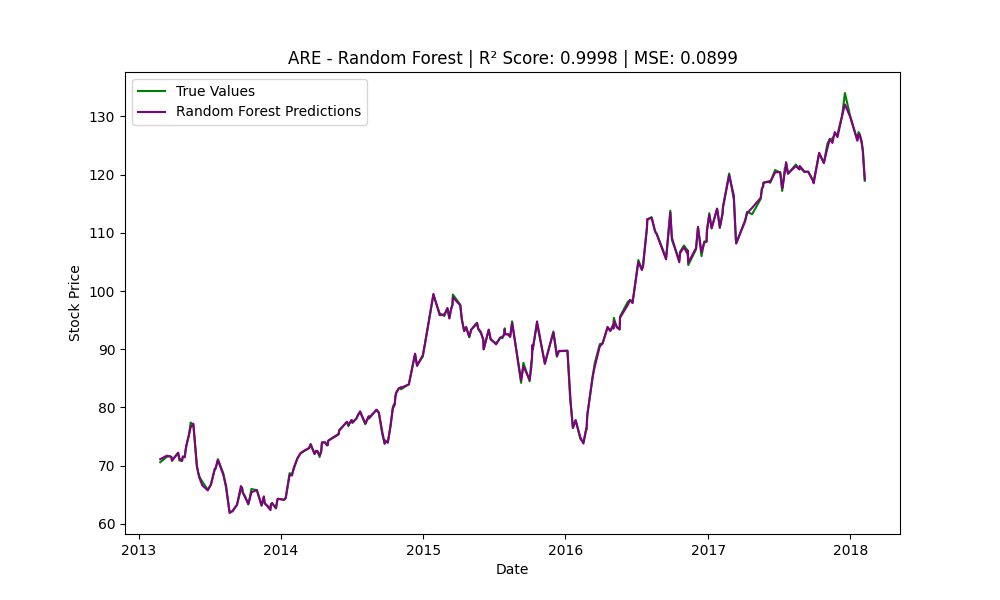 ARE - Random Forest | R² Score: 0.9998 | MSE: 0.0899
True Values
Random Forest Predictions
Stock Price
130
120
110
100
90
80
70
60
2013 2014 2015 2016 2017 2018
Date